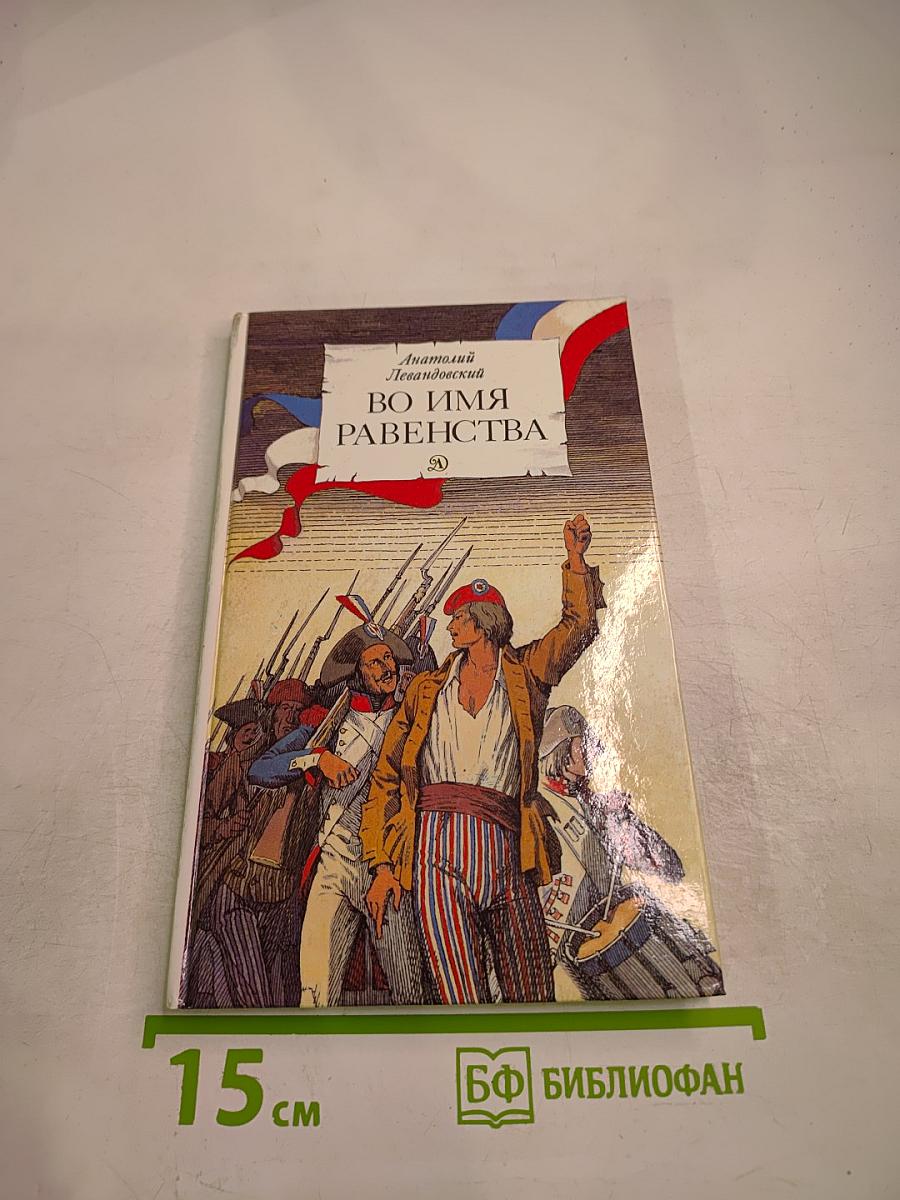 Анатолий
Левандовский
ВО ИМЯ
РАВЕНСТВА
15 см
БФ БИБЛИОФАН